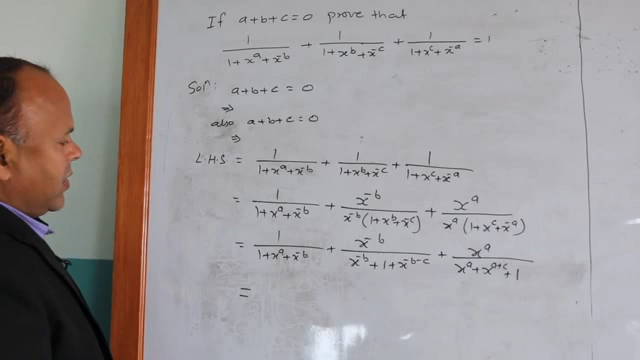 If a+b+c=0 prove that
1/(1+x^a+x^-b) + 1/(1+x^b+x^-c) + 1/(1+x^c+x^-a) = 1
Solⁿ: a+b+c = 0
⇒
also a+b+c=0
⇒
L.H.S = 1/(1+x^a+x^-b) + 1/(1+x^b+x^-c) + 1/(1+x^c+x^-a)
= 1/(1+x^a+x^-b) + x^-b/(x^-b(1+x^b+x^-c)) + x^a/(x^a(1+x^c+x^-a))
= 1/(1+x^a+x^-b) + x^-b/(x^-b+1+x^-b-c) + x^a/(x^a+x^a+c+1)
=